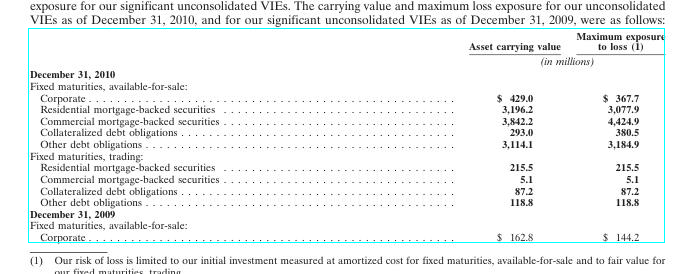 exposure for our significant unconsolidated VIEs. The carrying value and maximum loss exposure for our unconsolidated
VIEs as of December 31, 2010, and for our significant unconsolidated VIEs as of December 31, 2009, were as follows:
Asset carrying value Maximum exposure to loss (1)
(in millions)
December 31, 2010
Fixed maturities, available-for-sale:
Corporate $ 429.0 $ 367.7
Residential mortgage-backed securities 3,196.2 3,077.9
Commercial mortgage-backed securities 3,842.2 4,424.9
Collateralized debt obligations 293.0 380.5
Other debt obligations 3,114.1 3,184.9
Fixed maturities, trading:
Residential mortgage-backed securities 215.5 215.5
Commercial mortgage-backed securities 5.1 5.1
Collateralized debt obligations 87.2 87.2
Other debt obligations 118.8 118.8
December 31, 2009
Fixed maturities, available-for-sale:
Corporate $ 162.8 $ 144.2
(1) Our risk of loss is limited to our initial investment measured at amortized cost for fixed maturities, available-for-sale and to fair value for
our fixed maturities, trading.